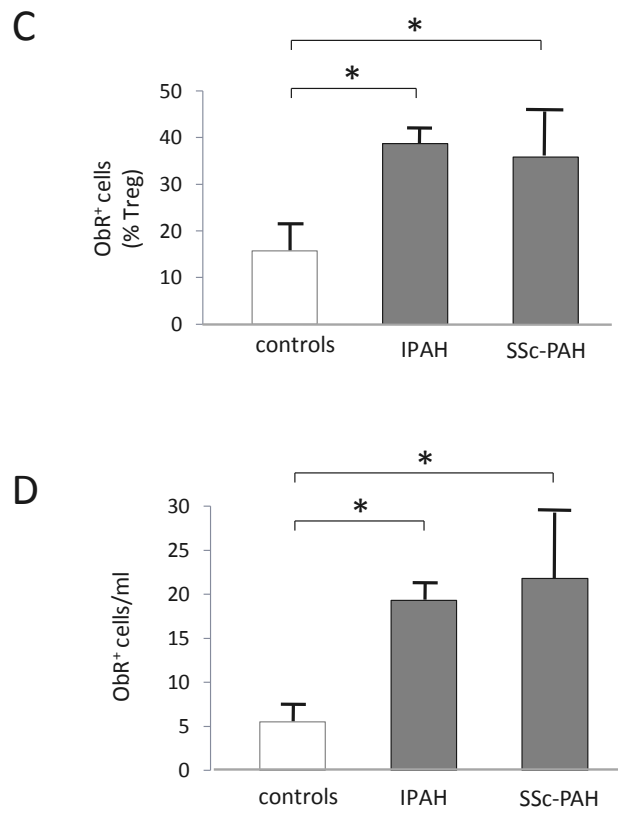 C
*
*
50
40
30
20
10
0
ObR⁺ cells
(% Treg)
controls IPAH SSc-PAH
D
*
*
30
25
20
15
10
5
0
ObR⁺ cells/ml
controls IPAH SSc-PAH